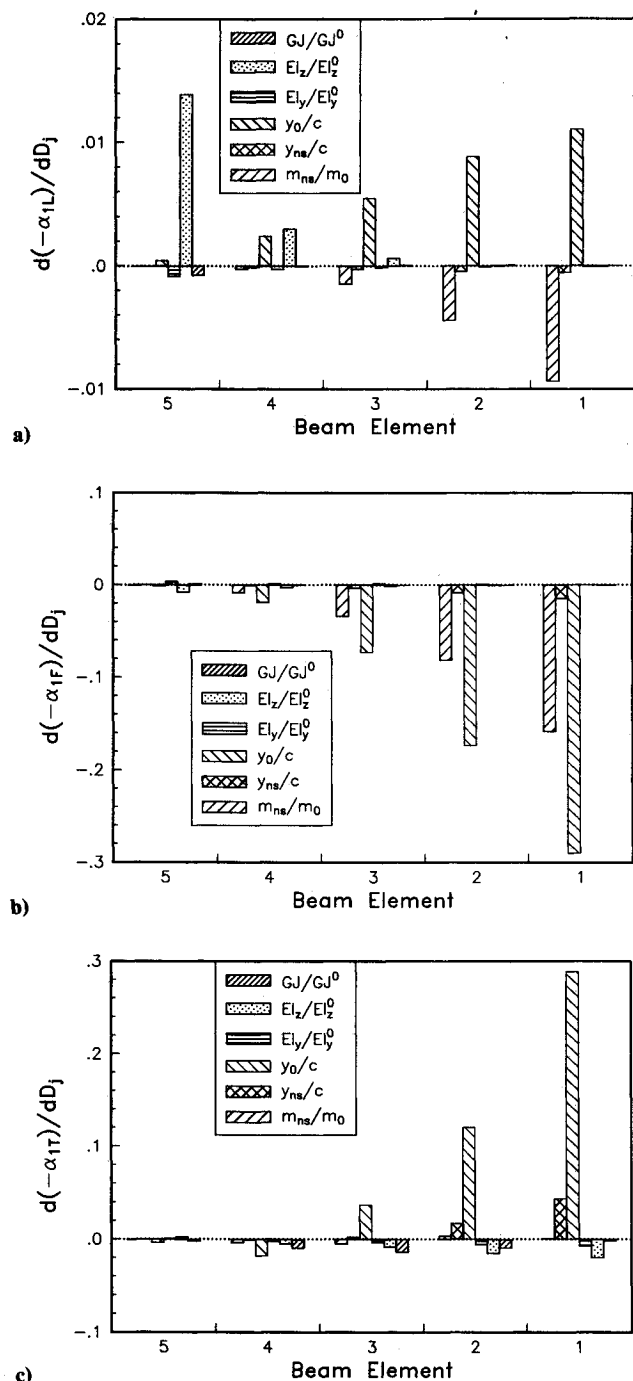 .02
GJ/GJ⁰
EI_z/EI_z⁰
EI_y/EI_y⁰
y₀/c
y_ns/c
m_ns/m₀
.01
.0
-.01
d(-α_1L)/dD_j
5 4 3 2 1
Beam Element
a)
.1
0
-.1
-.2
-.3
d(-α_1F)/dD_j
GJ/GJ⁰
EI_z/EI_z⁰
EI_y/EI_y⁰
y₀/c
y_ns/c
m_ns/m₀
5 4 3 2 1
Beam Element
b)
.3
.2
.1
.0
-.1
d(-α_1T)/dD_j
GJ/GJ⁰
EI_z/EI_z⁰
EI_y/EI_y⁰
y₀/c
y_ns/c
m_ns/m₀
5 4 3 2 1
Beam Element
c)